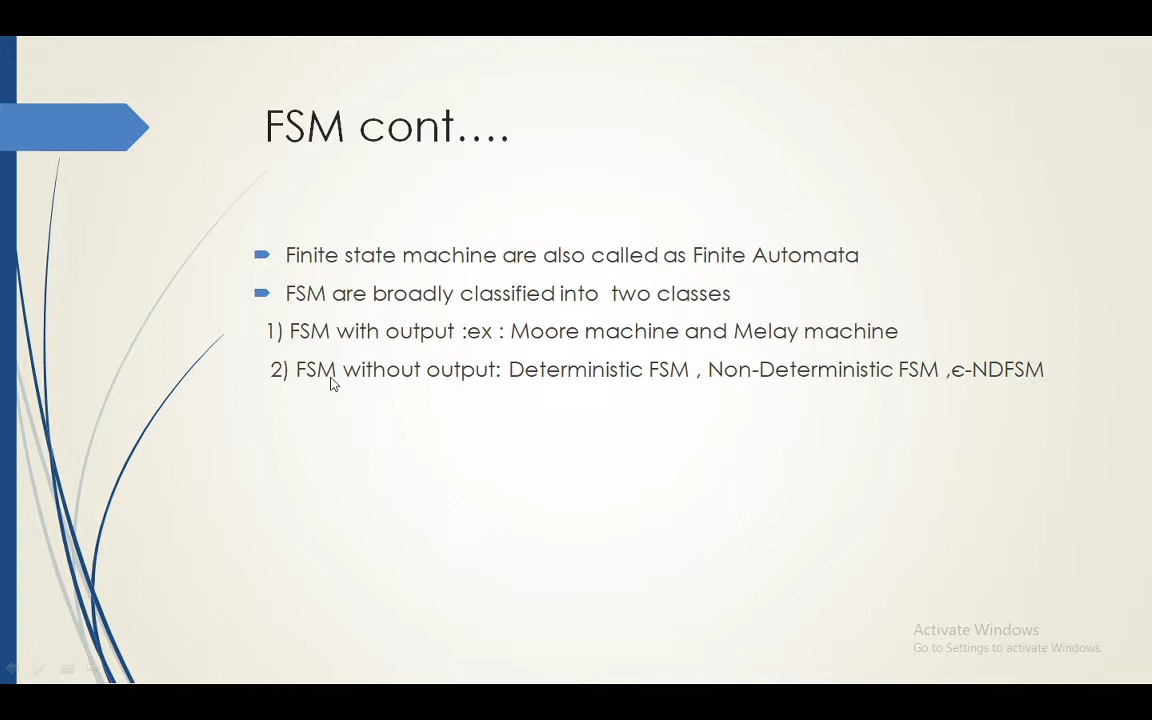 FSM cont....
Finite state machine are also called as Finite Automata
FSM are broadly classified into two classes
1) FSM with output :ex : Moore machine and Melay machine
2) FSM without output: Deterministic FSM , Non-Deterministic FSM ,є-NDFSM
Activate Windows
Go to Settings to activate Windows.